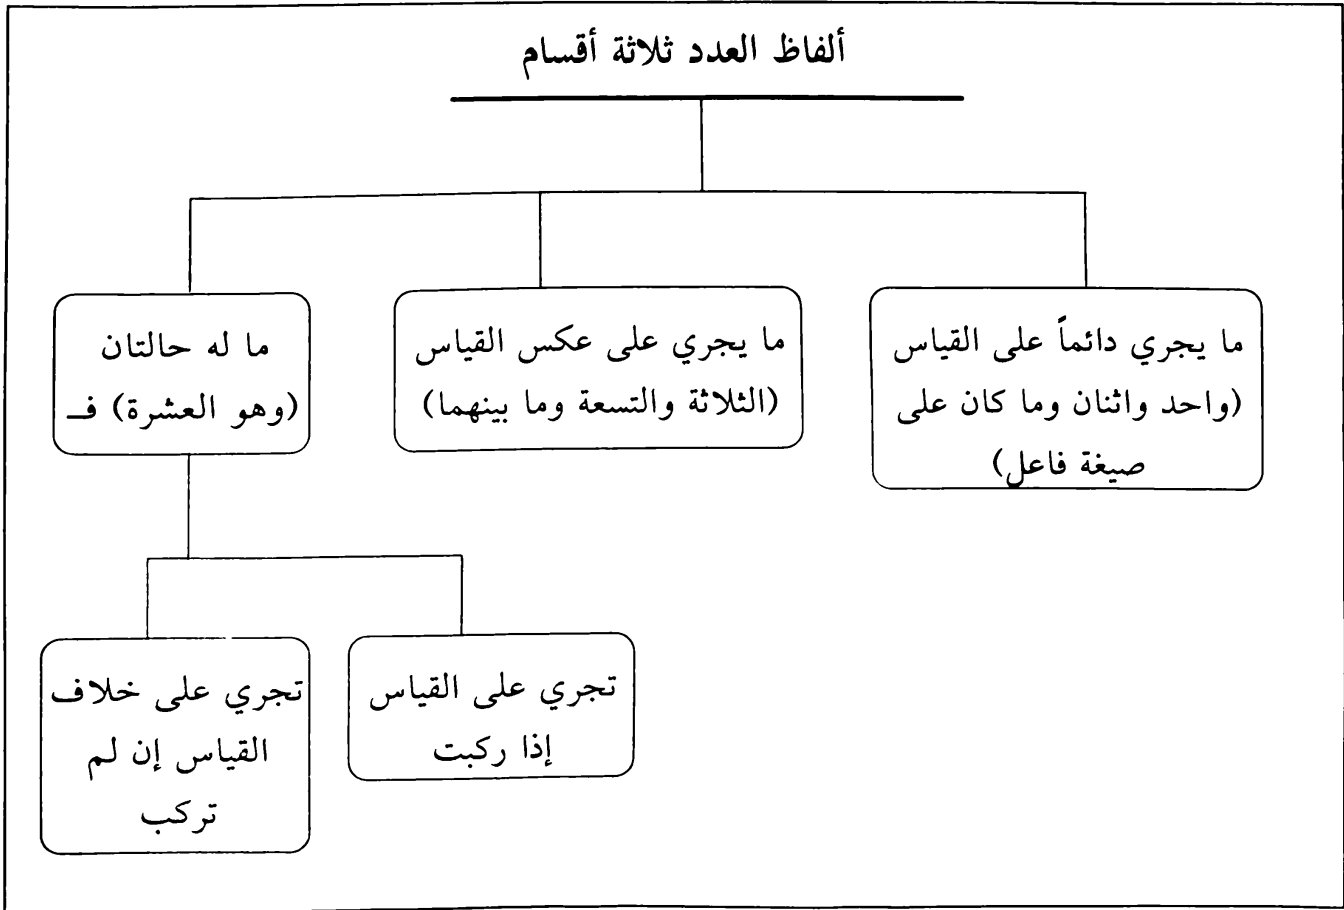 ألفاظ العدد ثلاثة أقسام
ما يجري دائماً على القياس
(واحد واثنان وما كان على
صيغة فاعل)
ما يجري على عكس القياس
(الثلاثة والتسعة وما بينهما)
ما له حالتان
(وهو العشرة) فـ
تجري على القياس
إذا ركبت
تجري على خلاف
القياس إن لم
تركب